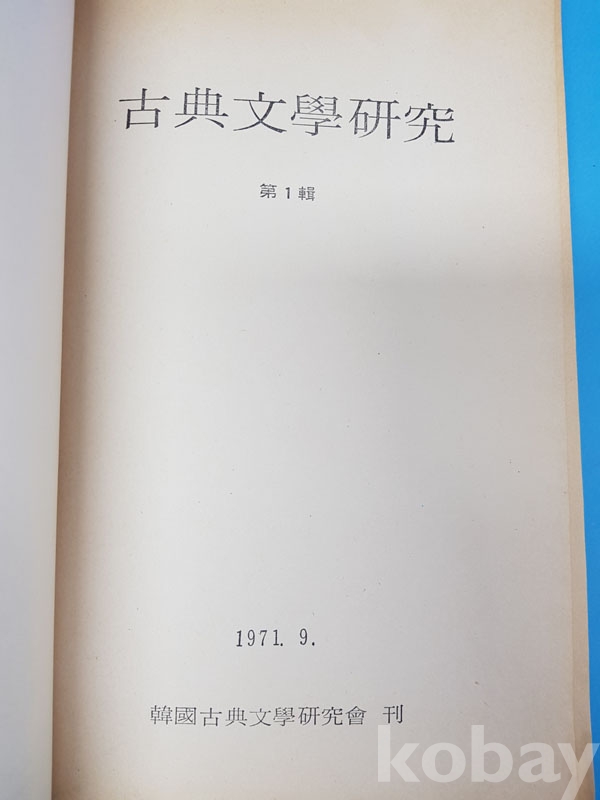 古典文學硏究
第1輯
1971. 9.
韓國古典文學硏究會 刊
kobay